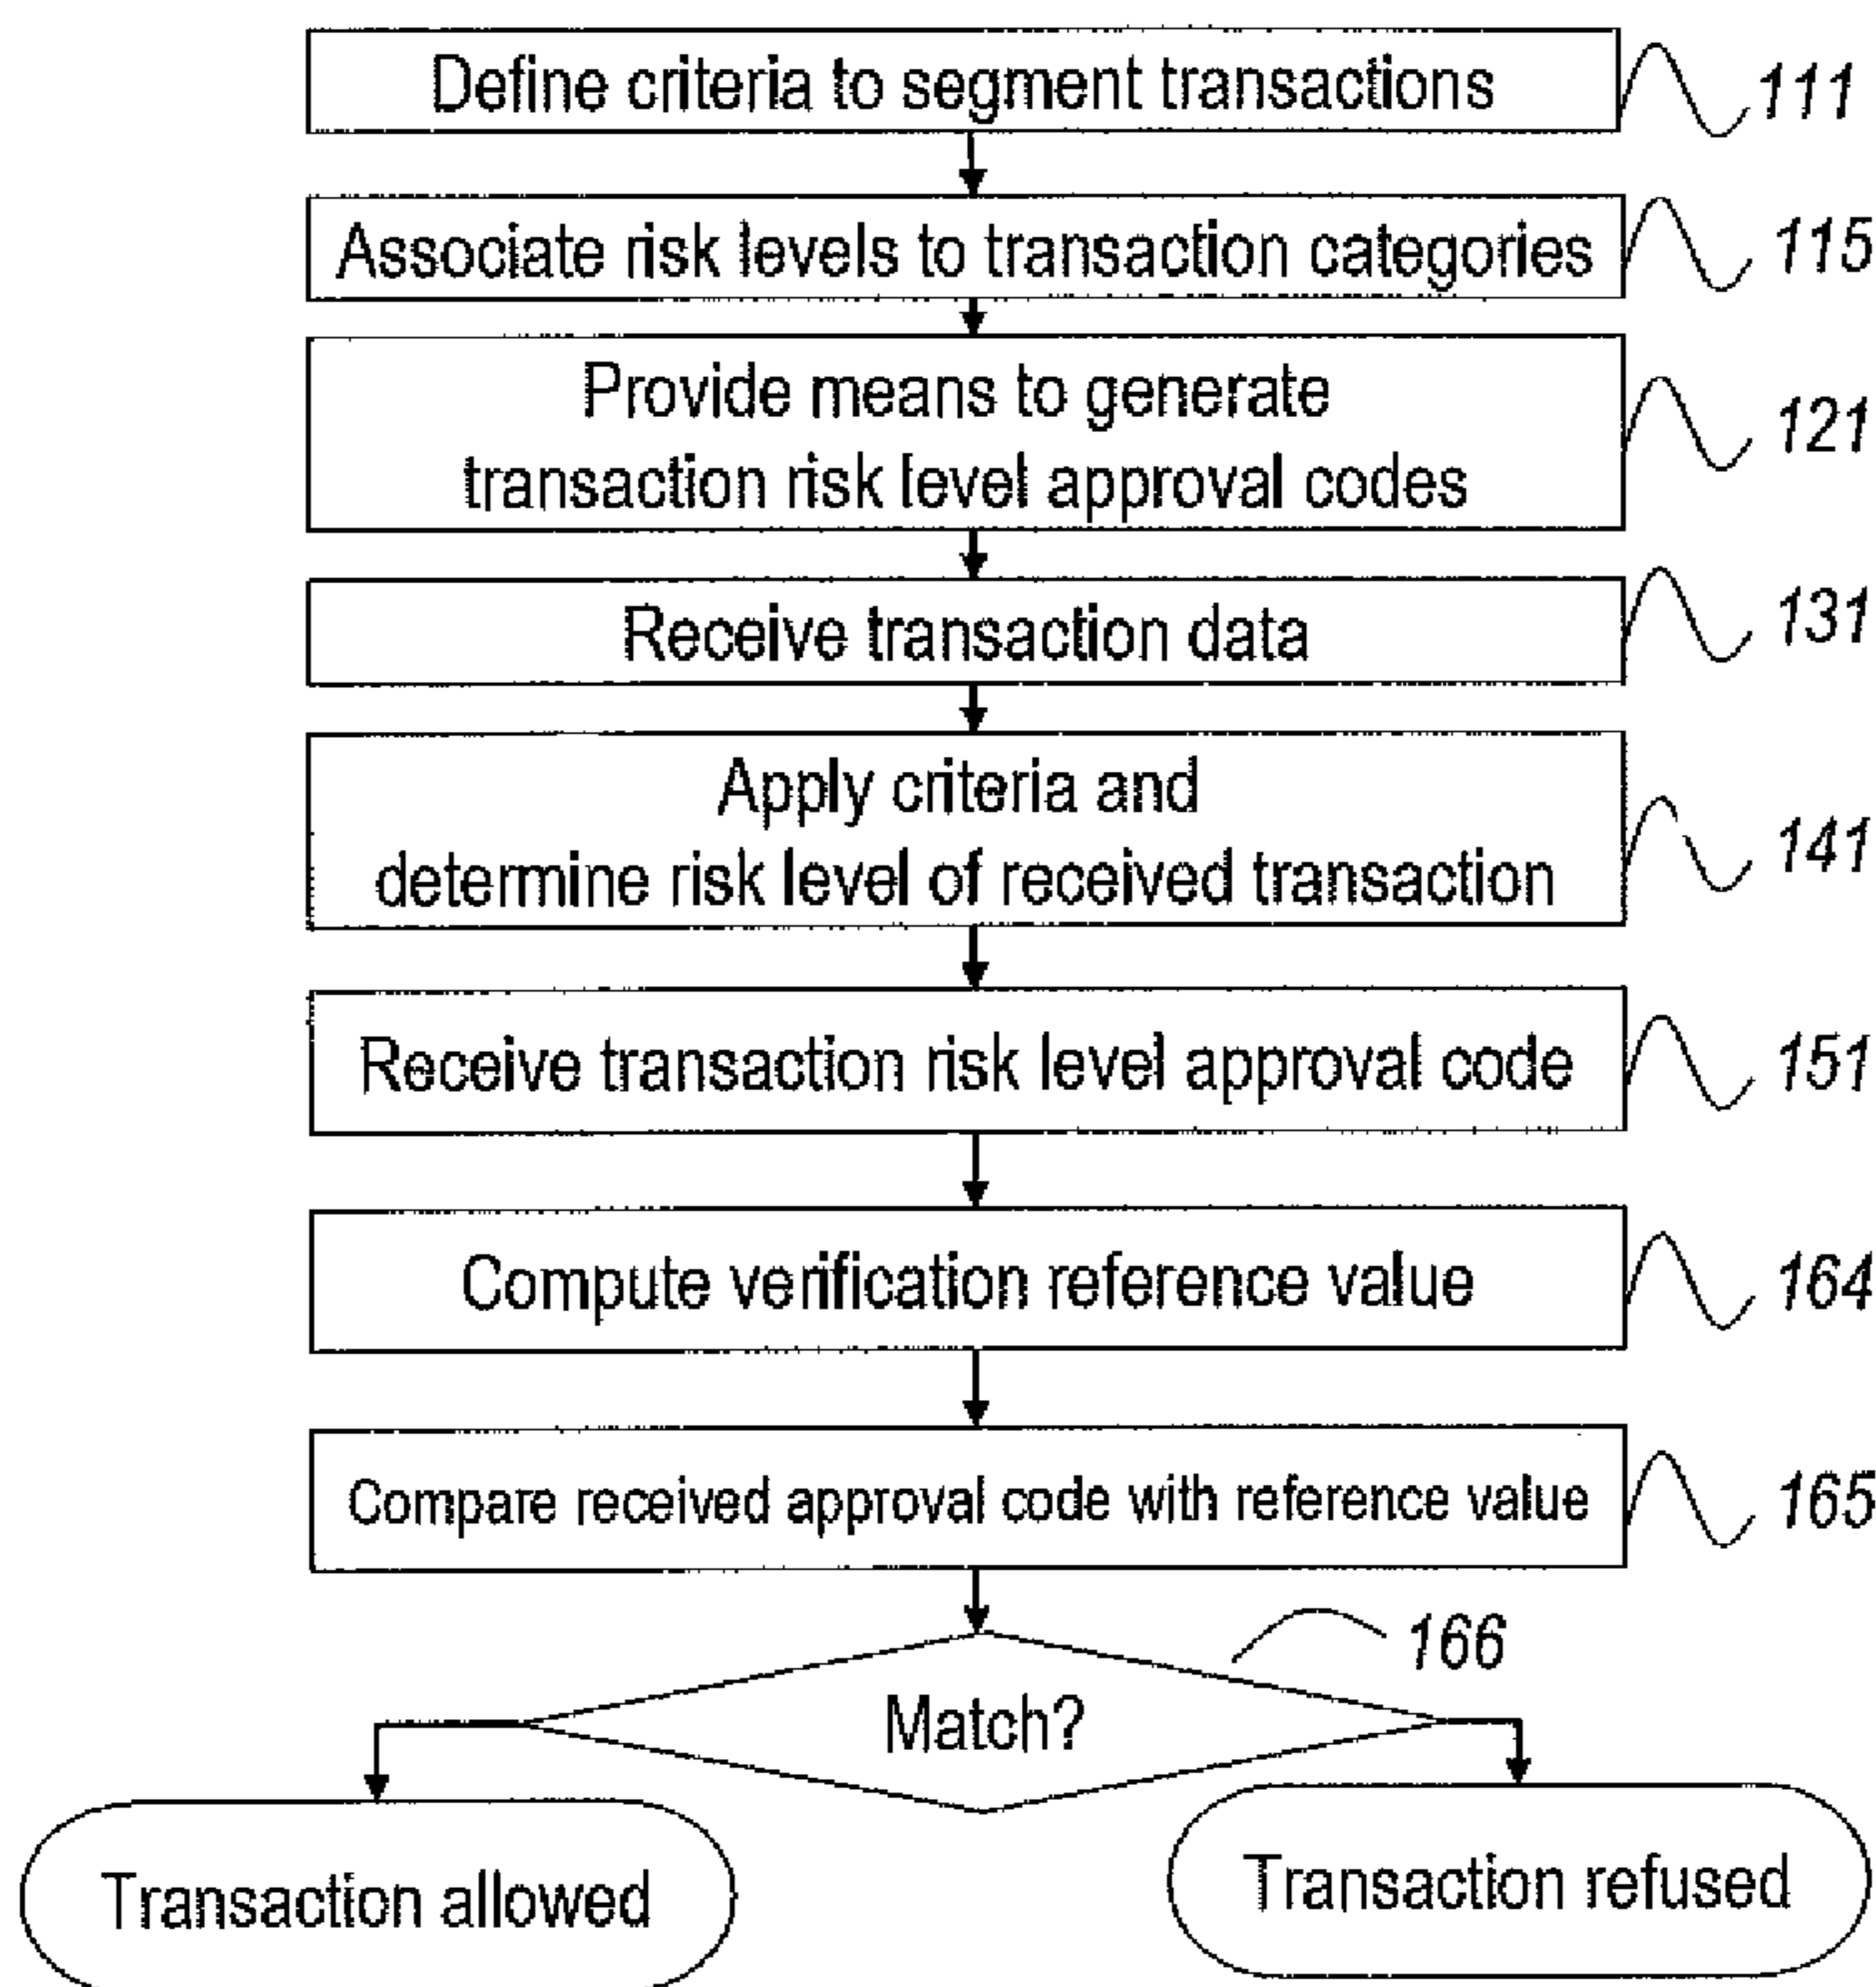 Define criteria to segment transactions
111
Associate risk levels to transaction categories
115
Provide means to generate
transaction risk level approval codes
121
Receive transaction data
131
Apply criteria and
determine risk level of received transaction
141
Receive transaction risk level approval code
151
Compute verification reference value
164
Compare received approval code with reference value
165
166
Match?
Transaction allowed
Transaction refused